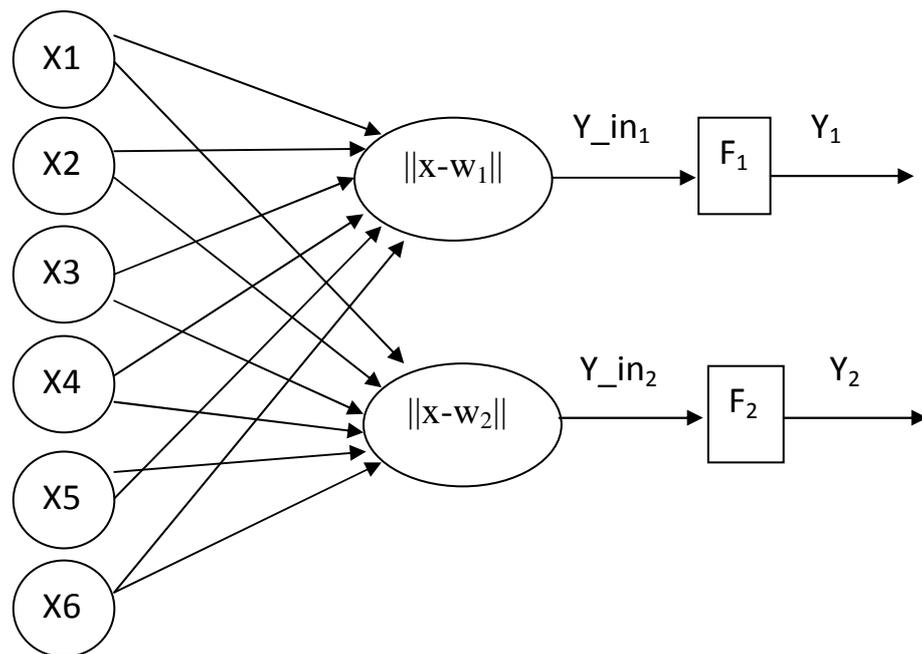 X1
X2
X3
X4
X5
X6
||x-w₁||
Y_in₁
F₁
Y₁
||x-w₂||
Y_in₂
F₂
Y₂